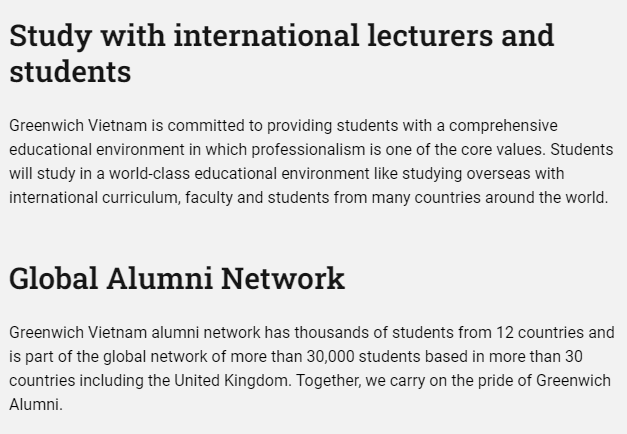 Study with international lecturers and
students
Greenwich Vietnam is committed to providing students with a comprehensive
educational environment in which professionalism is one of the core values. Students
will study in a world-class educational environment like studying overseas with
international curriculum, faculty and students from many countries around the world.
Global Alumni Network
Greenwich Vietnam alumni network has thousands of students from 12 countries and
is part of the global network of more than 30,000 students based in more than 30
countries including the United Kingdom. Together, we carry on the pride of Greenwich
Alumni.